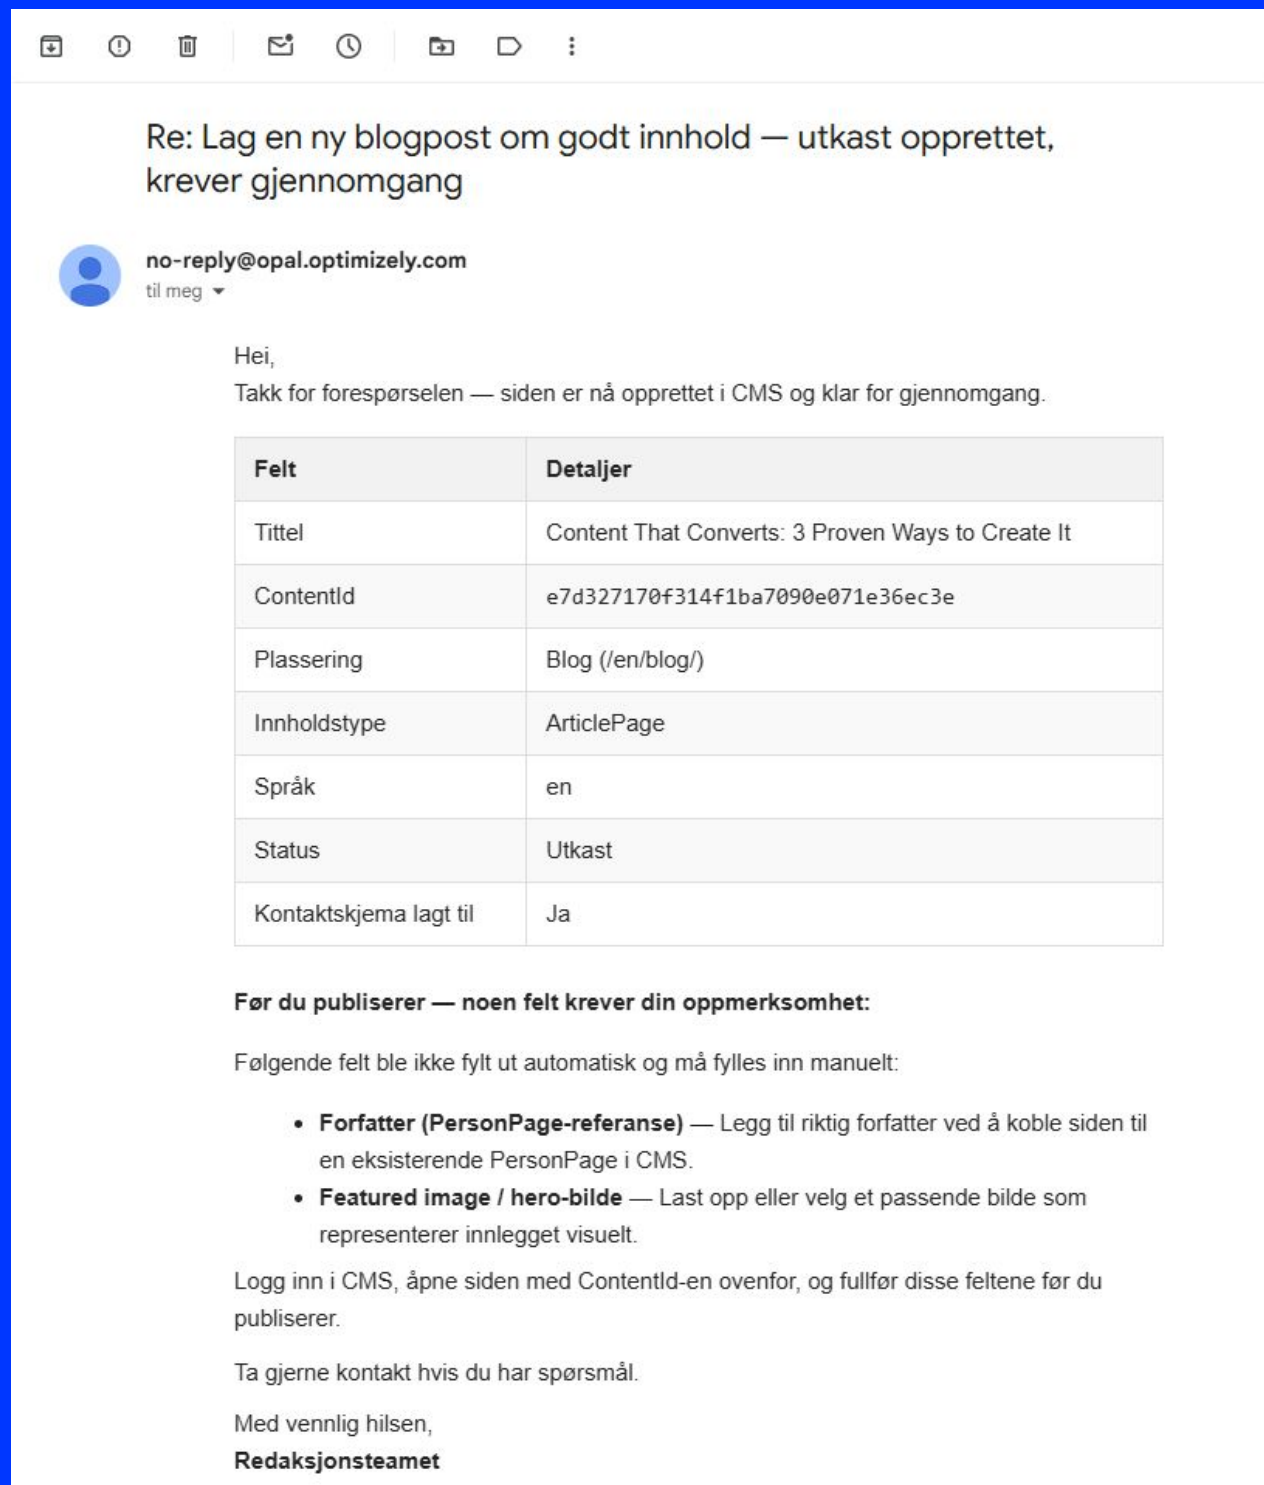 Re: Lag en ny blogpost om godt innhold — utkast opprettet,
krever gjennomgang
no-reply@opal.optimizely.com
til meg
Hei,
Takk for forespørselen — siden er nå opprettet i CMS og klar for gjennomgang.
Felt Detaljer
Tittel Content That Converts: 3 Proven Ways to Create It
ContentId e7d327170f314f1ba7090e071e36ec3e
Plassering Blog (/en/blog/)
Innholdstype ArticlePage
Språk en
Status Utkast
Kontaktskjema lagt til Ja
Før du publiserer — noen felt krever din oppmerksomhet:
Følgende felt ble ikke fylt ut automatisk og må fylles inn manuelt:
• Forfatter (PersonPage-referanse) — Legg til riktig forfatter ved å koble siden til
en eksisterende PersonPage i CMS.
• Featured image / hero-bilde — Last opp eller velg et passende bilde som
representerer innlegget visuelt.
Logg inn i CMS, åpne siden med ContentId-en ovenfor, og fullfør disse feltene før du
publiserer.
Ta gjerne kontakt hvis du har spørsmål.
Med vennlig hilsen,
Redaksjonsteamet